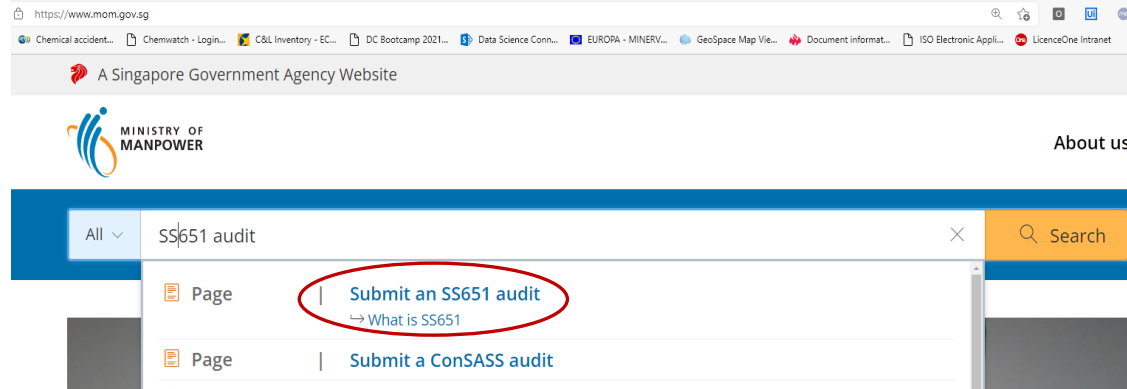 https://www.mom.gov.sg
Chemical accident... Chemwatch - Login... C&L Inventory - EC... DC Bootcamp 2021... Data Science Conn... EUROPA - MINERV... GeoSpace Map Vie... Document informat... ISO Electronic Appli... LicenceOne Intranet
A Singapore Government Agency Website
MINISTRY OF
MANPOWER
About us
All SS651 audit Search
Page | Submit an SS651 audit
What is SS651
Page | Submit a ConSASS audit